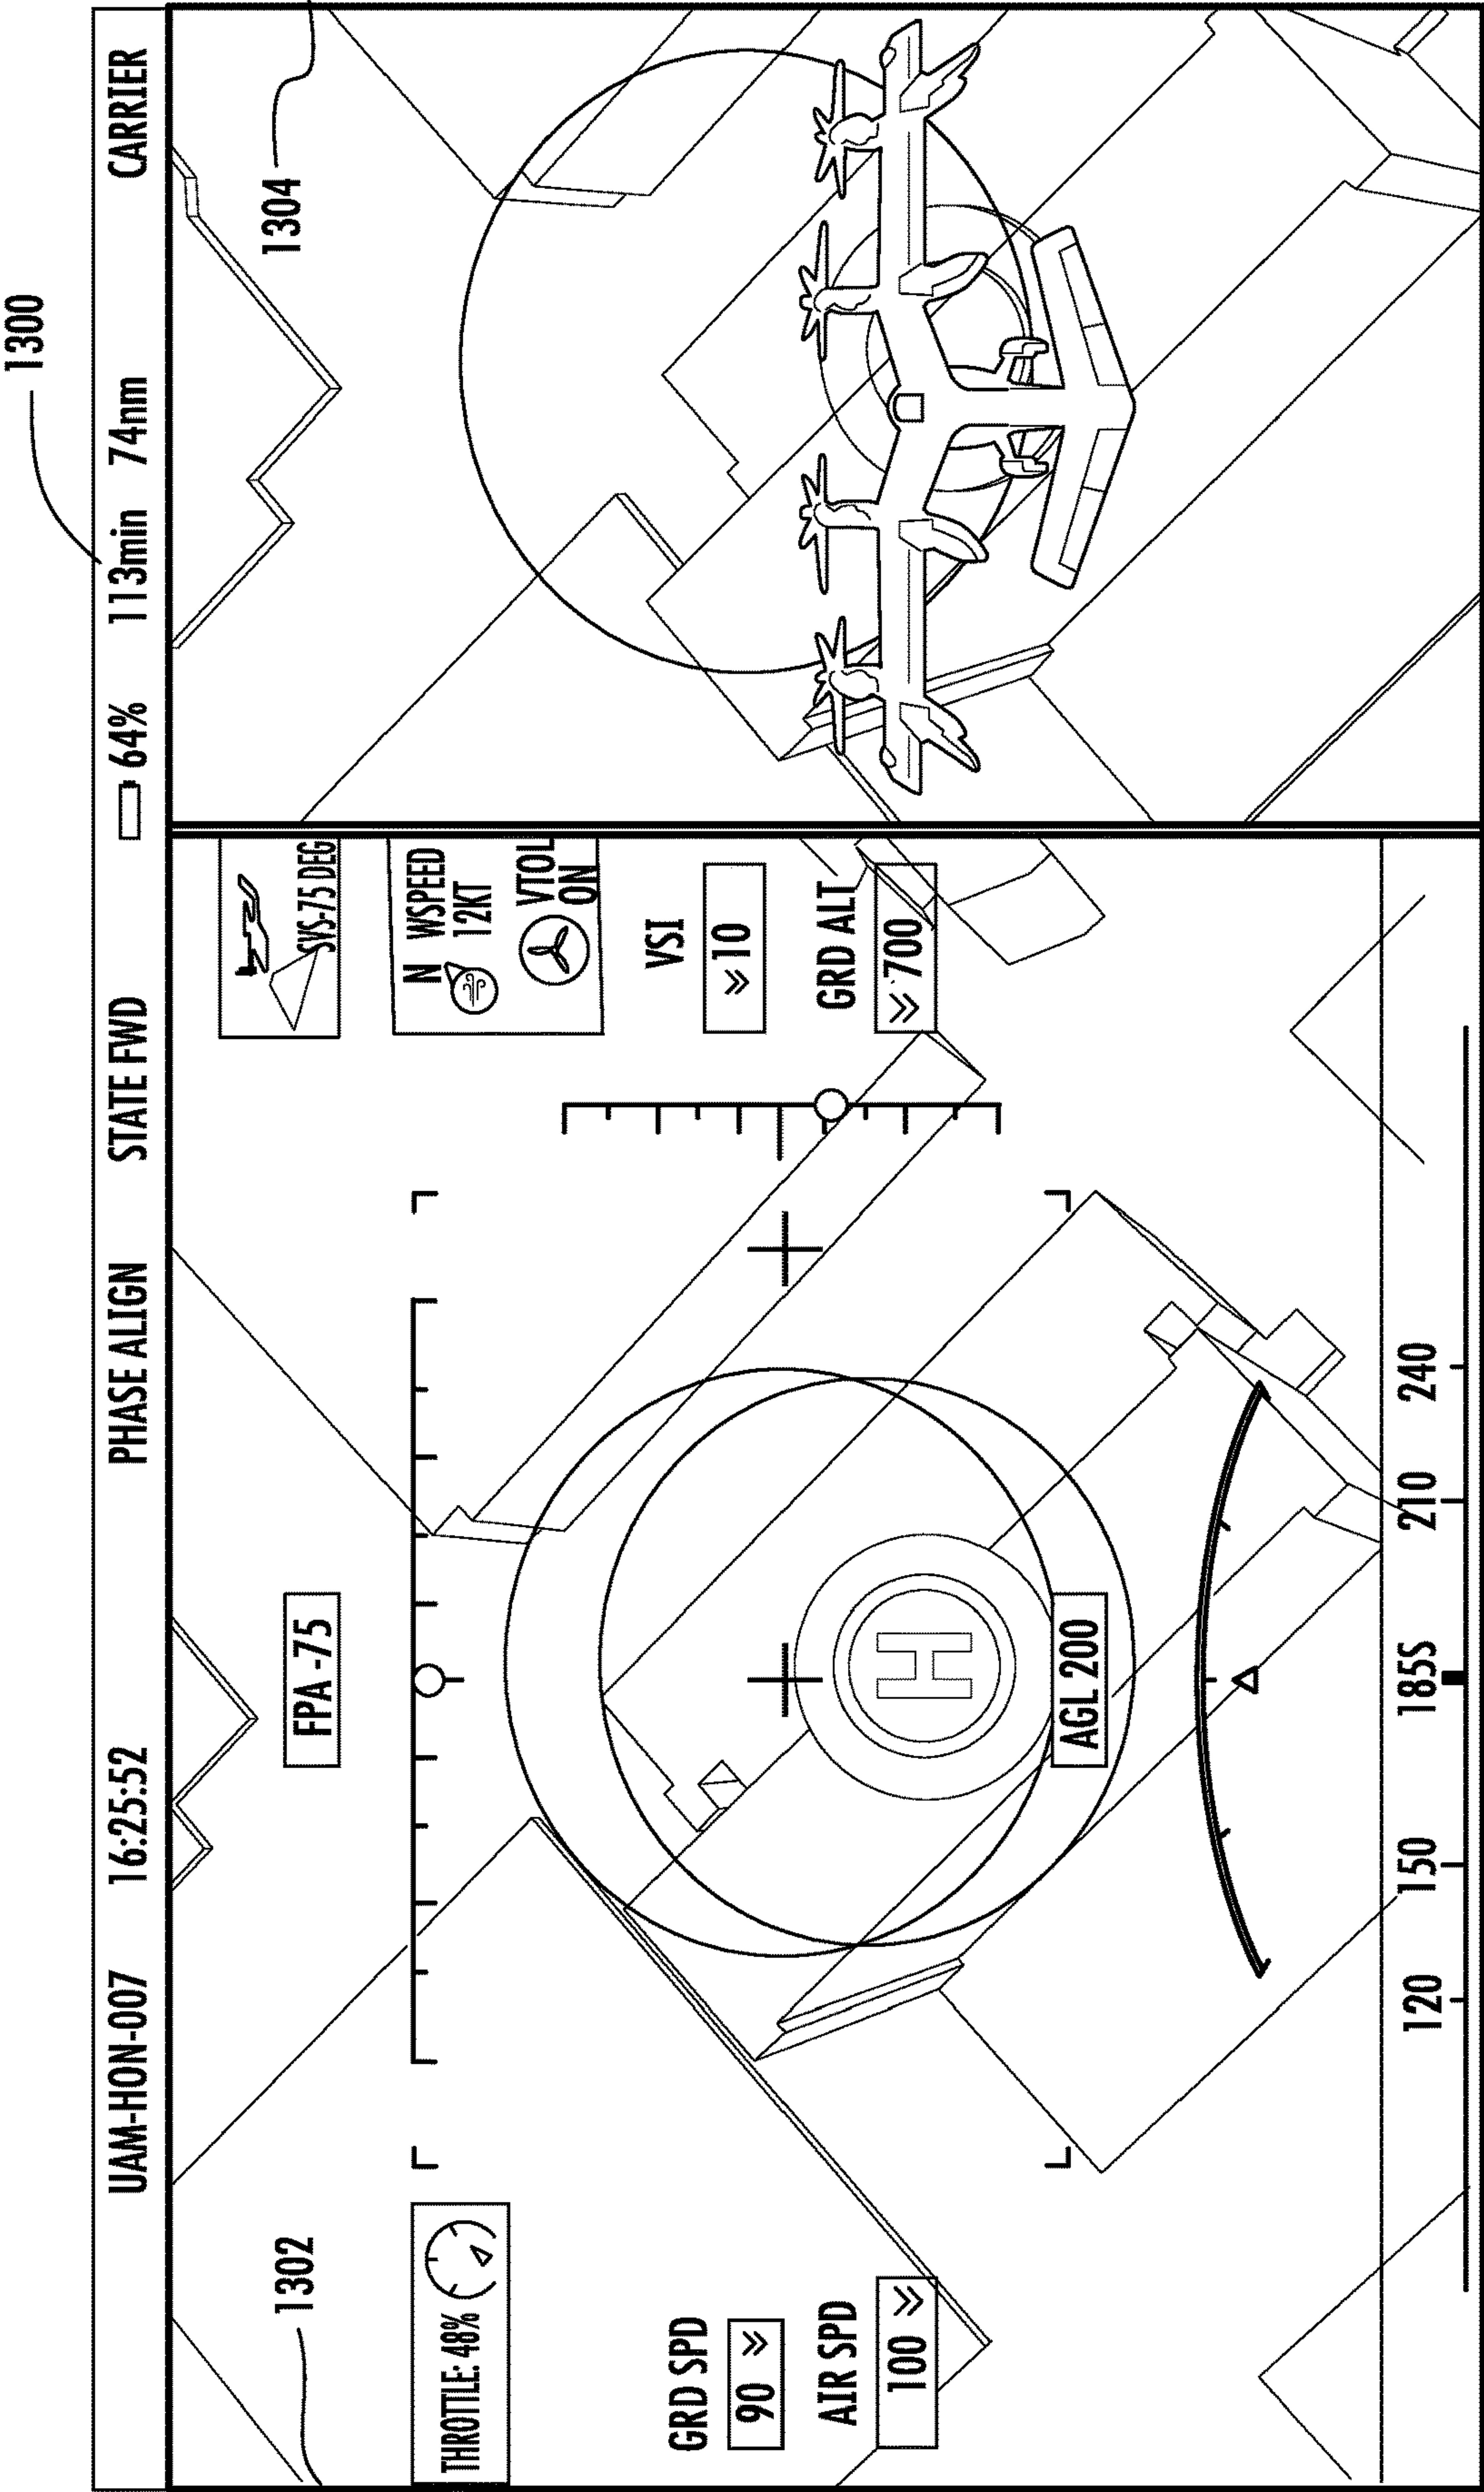 1300
UAM-HON-007 16:25:52 PHASE ALIGN STATE FWD 64% 113min 74nm CARRIER
1302
1304
THROTTLE: 48%
FPA -75
SVS-75 DEG
N WSPEED
12KT
VTOL
ON
GRD SPD
90
AIR SPD
100
VSI
10
GRD ALT
700
H
AGL 200
120 150 185S 210 240